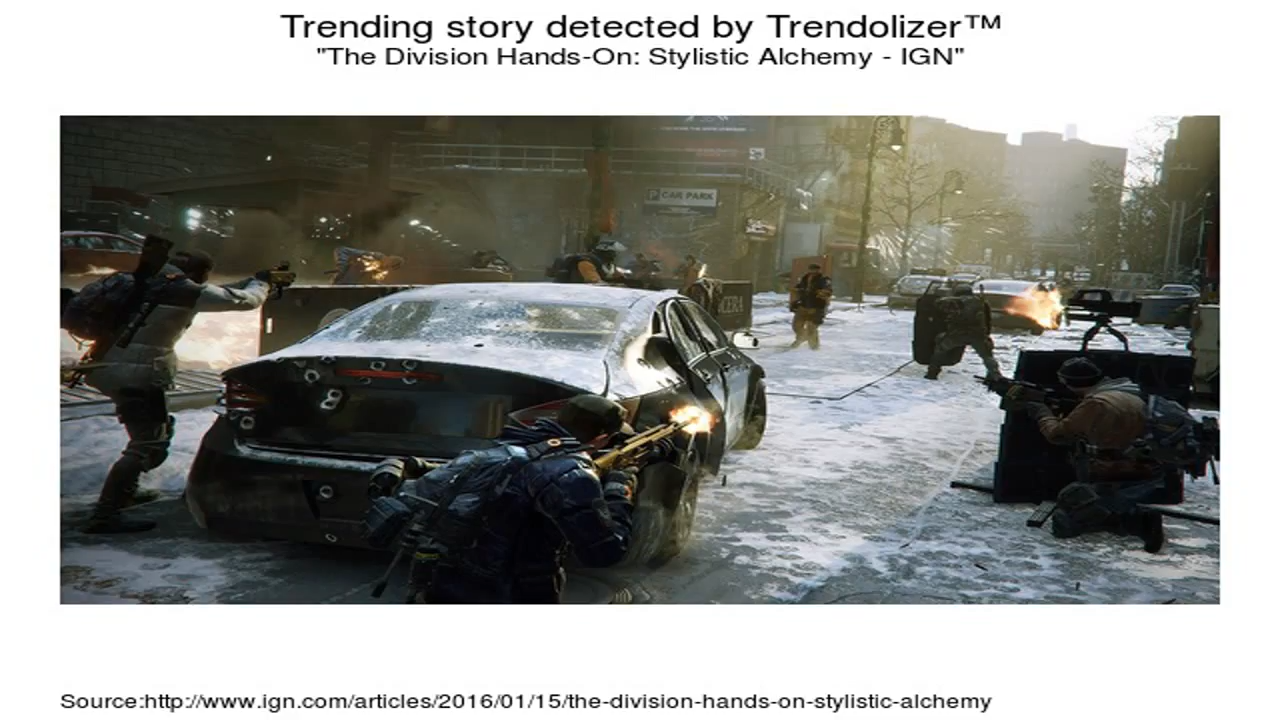 Trending story detected by Trendolizer™
"The Division Hands-On: Stylistic Alchemy - IGN"
P CAR PARK
Source:http://www.ign.com/articles/2016/01/15/the-division-hands-on-stylistic-alchemy